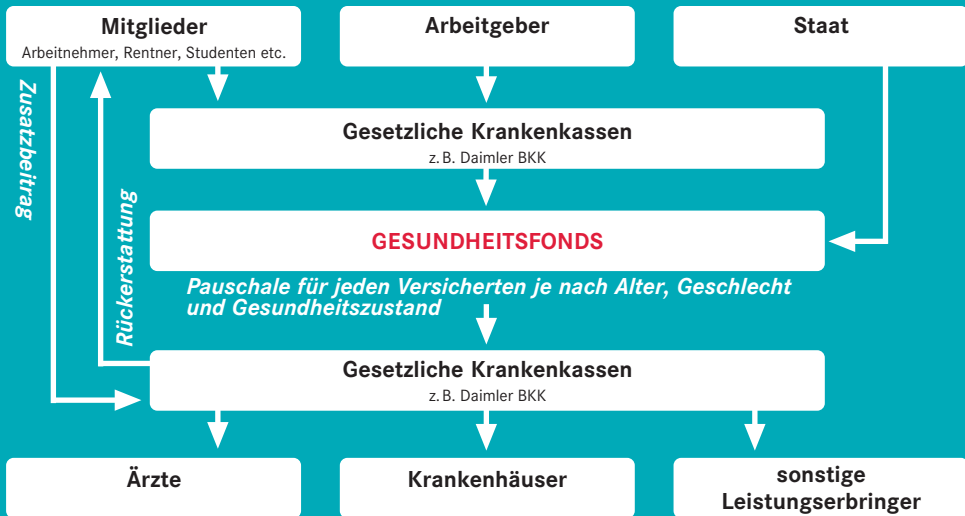 Mitglieder
Arbeitnehmer, Rentner, Studenten etc.
Arbeitgeber
Staat
Zusatzbeitrag
Rückerstattung
Gesetzliche Krankenkassen
z. B. Daimler BKK
GESUNDHEITSFONDS
Pauschale für jeden Versicherten je nach Alter, Geschlecht
und Gesundheitszustand
Gesetzliche Krankenkassen
z. B. Daimler BKK
Ärzte
Krankenhäuser
sonstige
Leistungserbringer